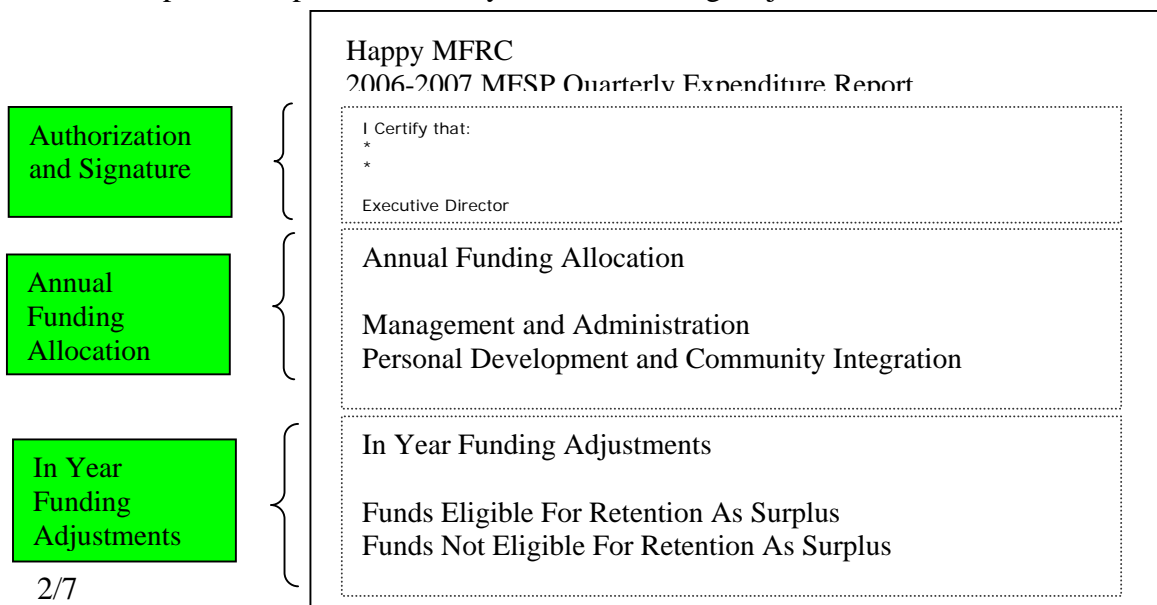 Happy MFRC
2006-2007 MFSP Quarterly Expenditure Report
Authorization
and Signature
I Certify that:
*
*
Executive Director
Annual
Funding
Allocation
Annual Funding Allocation
Management and Administration
Personal Development and Community Integration
In Year
Funding
Adjustments
In Year Funding Adjustments
Funds Eligible For Retention As Surplus
Funds Not Eligible For Retention As Surplus
2/7